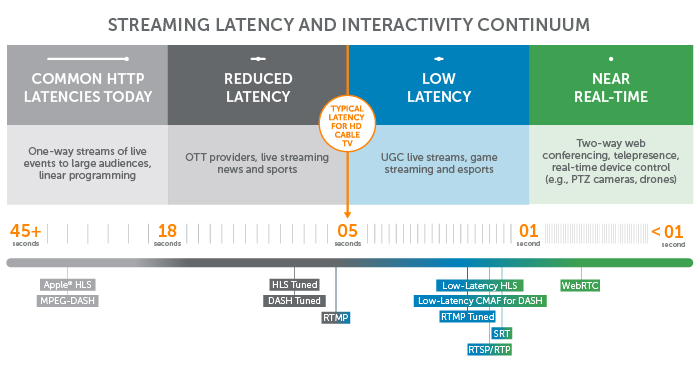 STREAMING LATENCY AND INTERACTIVITY CONTINUUM
COMMON HTTP
LATENCIES TODAY
REDUCED
LATENCY
LOW
LATENCY
NEAR
REAL-TIME
TYPICAL
LATENCY
FOR HD
CABLE
TV
One-way streams of live
events to large audiences,
linear programming
OTT providers, live streaming
news and sports
UGC live streams, game
streaming and esports
Two-way web
conferencing, telepresence,
real-time device control
(e.g., PTZ cameras, drones)
45+
seconds
18
seconds
05
seconds
01
second
< 01
second
Apple® HLS
MPEG-DASH
HLS Tuned
DASH Tuned
RTMP
Low-Latency HLS
Low-Latency CMAF for DASH
RTMP Tuned
SRT
RTSP/RTP
WebRTC